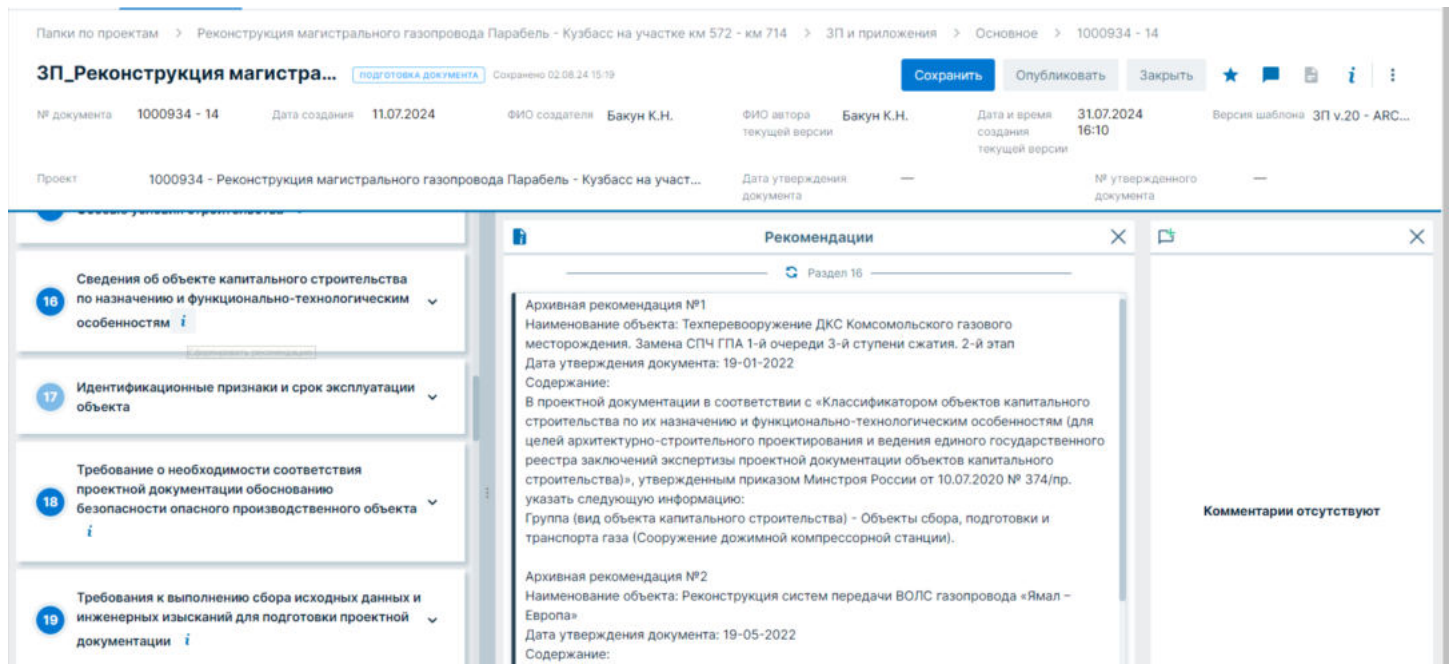 Папки по проектам > Реконструкция магистрального газопровода Парабель - Кузбасс на участке км 572 - км 714 > ЗП и приложения > Основное > 1000934 - 14
ЗП_Реконструкция магистра... ПОДГОТОВКА ДОКУМЕНТА Сохранено 02.08.24 15:19 Сохранить Опубликовать Закрыть
№ документа 1000934 - 14 Дата создания 11.07.2024 ФИО создателя Бакун К.Н. ФИО автора Бакун К.Н. Дата и время 31.07.2024 Версия шаблона ЗП v.20 - ARC...
текущей версии создания 16:10
текущей версии
Проект 1000934 - Реконструкция магистрального газопровода Парабель - Кузбасс на участ... Дата утверждения — № утвержденного —
документа документа
16 Сведения об объекте капитального строительства
по назначению и функционально-технологическим
особенностям i
17 Идентификационные признаки и срок эксплуатации
объекта
18 Требование о необходимости соответствия
проектной документации обоснованию
безопасности опасного производственного объекта
i
19 Требования к выполнению сбора исходных данных и
инженерных изысканий для подготовки проектной
документации i
Рекомендации
Раздел 16
Архивная рекомендация №1
Наименование объекта: Техперевооружение ДКС Комсомольского газового
месторождения. Замена СПЧ ГПА 1-й очереди 3-й ступени сжатия. 2-й этап
Дата утверждения документа: 19-01-2022
Содержание:
В проектной документации в соответствии с «Классификатором объектов капитального
строительства по их назначению и функционально-технологическим особенностям (для
целей архитектурно-строительного проектирования и ведения единого государственного
реестра заключений экспертизы проектной документации объектов капитального
строительства)», утвержденным приказом Минстроя России от 10.07.2020 № 374/пр.
указать следующую информацию:
Группа (вид объекта капитального строительства) - Объекты сбора, подготовки и
транспорта газа (Сооружение дожимной компрессорной станции).
Архивная рекомендация №2
Наименование объекта: Реконструкция систем передачи ВОЛС газопровода «Ямал –
Европа»
Дата утверждения документа: 19-05-2022
Содержание:
Комментарии отсутствуют